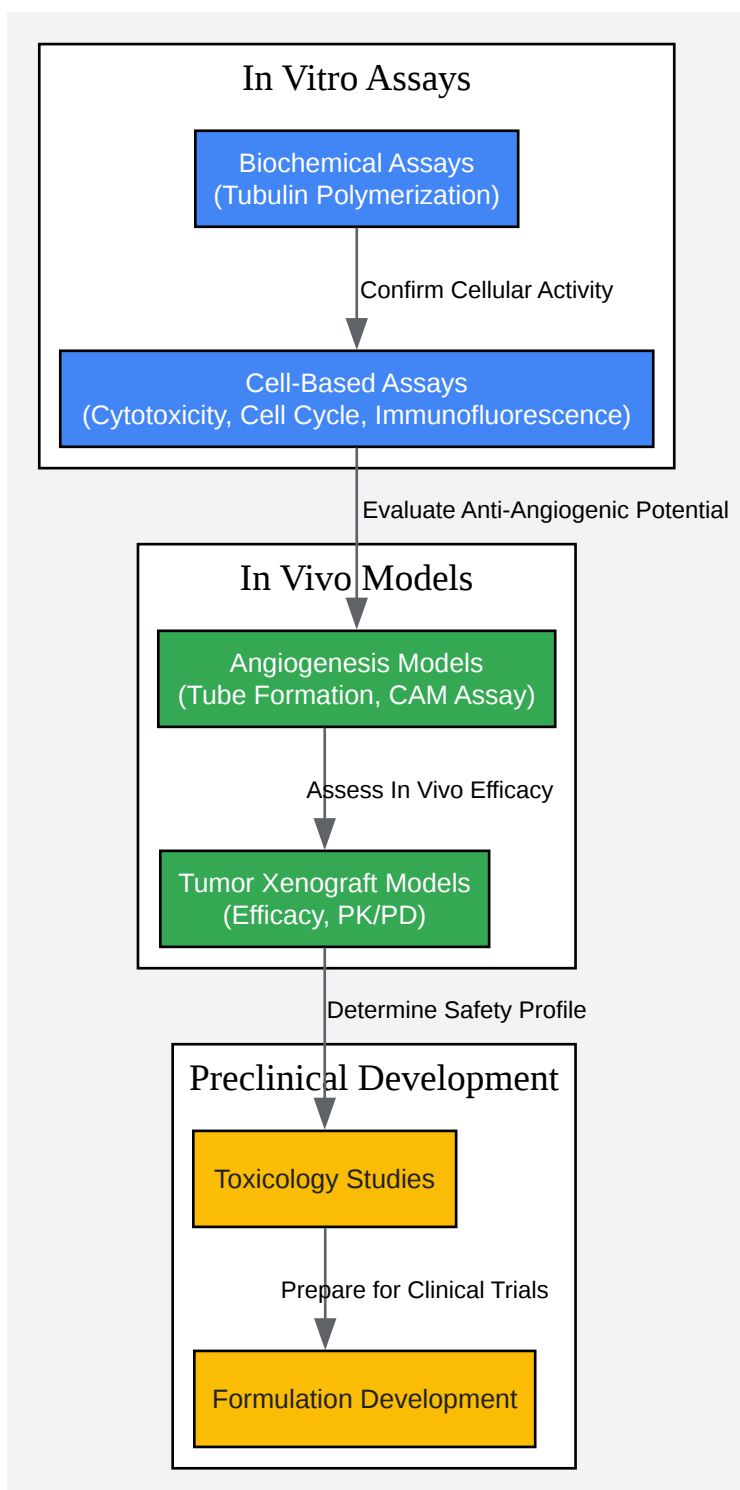 In Vitro Assays
Biochemical Assays
(Tubulin Polymerization)
Confirm Cellular Activity
Cell-Based Assays
(Cytotoxicity, Cell Cycle, Immunofluorescence)
Evaluate Anti-Angiogenic Potential
In Vivo Models
Angiogenesis Models
(Tube Formation, CAM Assay)
Assess In Vivo Efficacy
Tumor Xenograft Models
(Efficacy, PK/PD)
Determine Safety Profile
Preclinical Development
Toxicology Studies
Prepare for Clinical Trials
Formulation Development